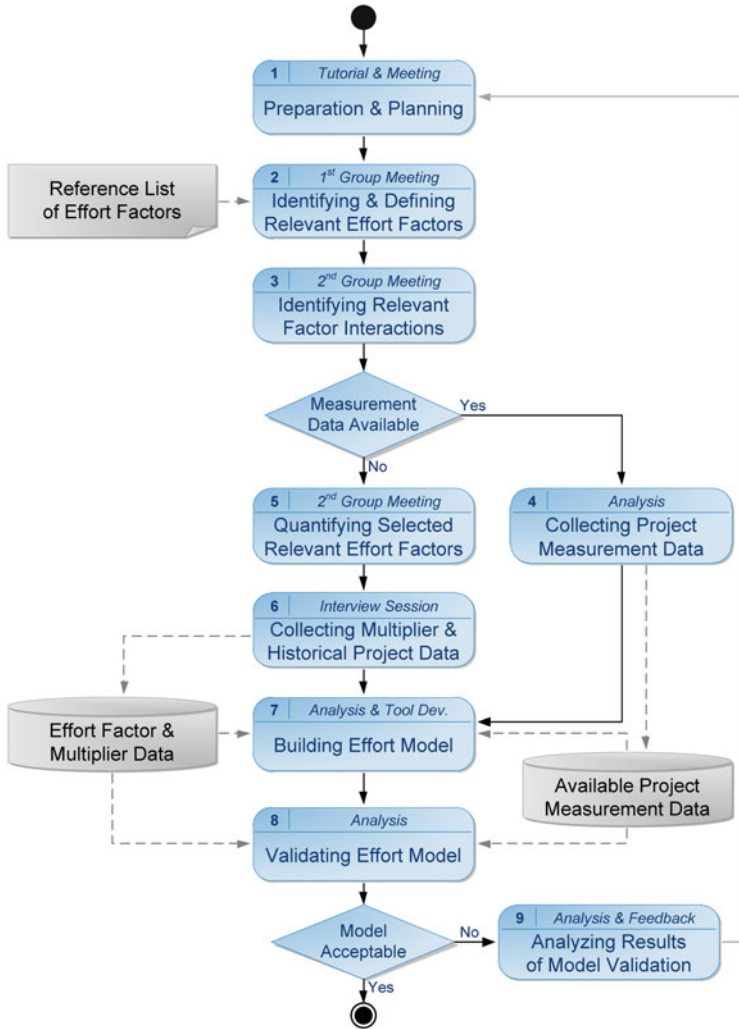 1 Tutorial & Meeting
Preparation & Planning
Reference List
of Effort Factors
2 1st Group Meeting
Identifying & Defining
Relevant Effort Factors
3 2nd Group Meeting
Identifying Relevant
Factor Interactions
Measurement
Data Available
Yes
No
5 2nd Group Meeting
Quantifying Selected
Relevant Effort Factors
4 Analysis
Collecting Project
Measurement Data
6 Interview Session
Collecting Multiplier &
Historical Project Data
Effort Factor &
Multiplier Data
7 Analysis & Tool Dev.
Building Effort Model
Available Project
Measurement Data
8 Analysis
Validating Effort Model
Model
Acceptable
No
Yes
9 Analysis & Feedback
Analyzing Results
of Model Validation